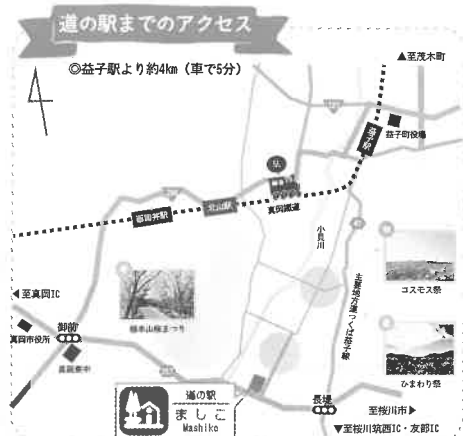 道の駅までのアクセス
◎益子駅より約4km（車で5分）
▲至茂木町
益子町役場
益子駅
SL
北山駅
西田井駅
真岡鐵道
小貝川
主要地方道つくば益子線
コスモス祭
◀至真岡IC
根本山桜まつり
真岡市役所
御前
真岡東中
ひまわり祭
道の駅
ましこ
Mashiko
長堤
至桜川市▶
▼至桜川筑西IC・友部IC